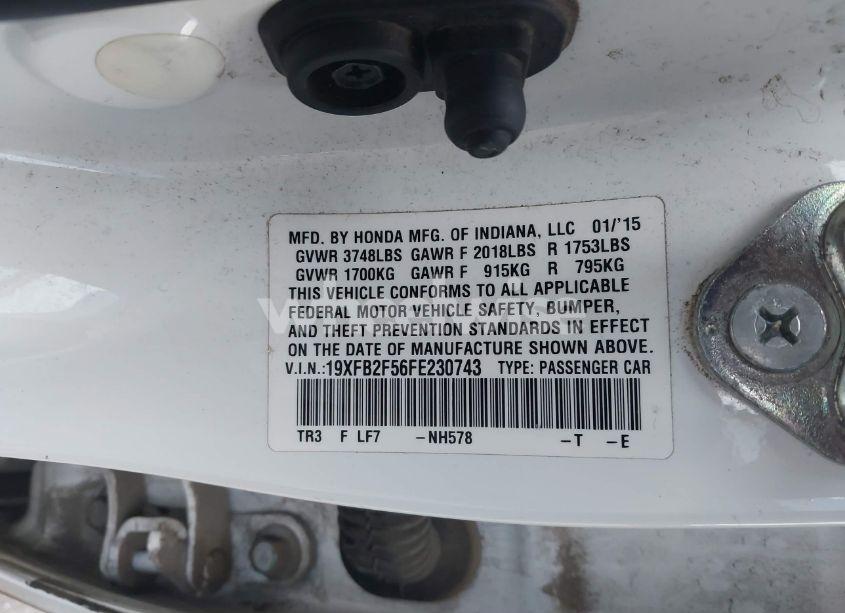 MFD. BY HONDA MFG. OF INDIANA, LLC 01/'15
GVWR 3748LBS GAWR F 2018LBS R 1753LBS
GVWR 1700KG GAWR F 915KG R 795KG
THIS VEHICLE CONFORMS TO ALL APPLICABLE
FEDERAL MOTOR VEHICLE SAFETY, BUMPER,
AND THEFT PREVENTION STANDARDS IN EFFECT
ON THE DATE OF MANUFACTURE SHOWN ABOVE.
V.I.N.:19XFB2F56FE230743 TYPE: PASSENGER CAR
TR3 F LF7 -NH578 -T -E